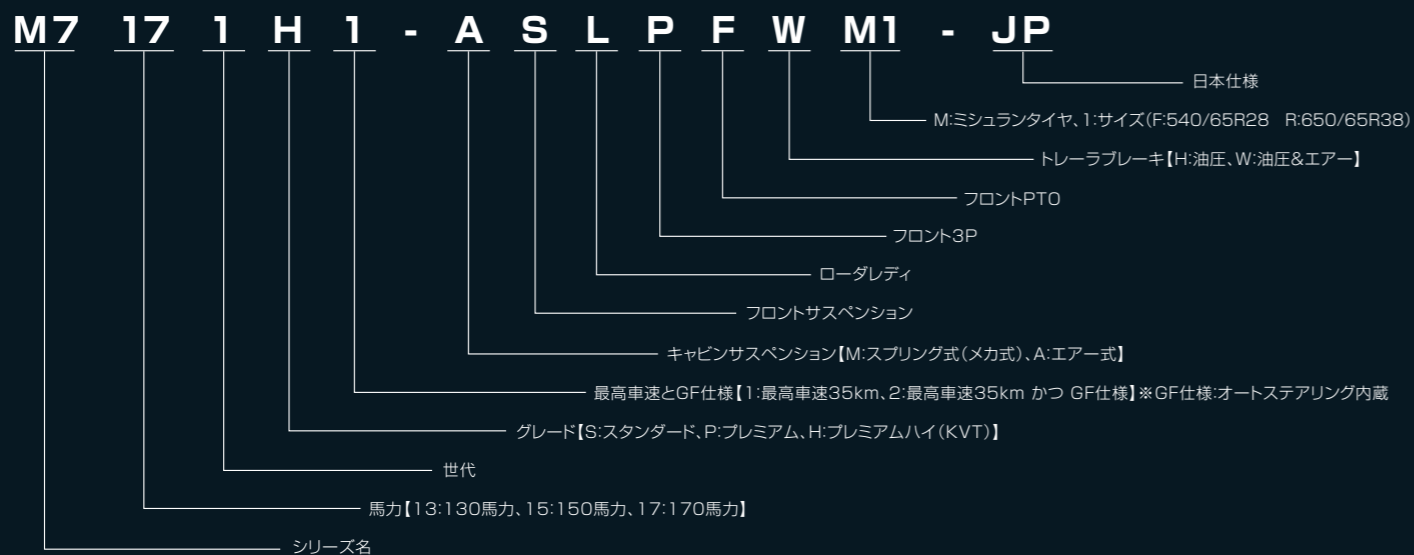 M7 17 1 H 1 - A S L P F W M1 - JP
日本仕様
M:ミシュランタイヤ、1:サイズ(F:540/65R28 R:650/65R38)
トレーラブレーキ【H:油圧、W:油圧&エアー】
フロントPTO
フロント3P
ローダレディ
フロントサスペンション
キャビンサスペンション【M:スプリング式(メカ式)、A:エアー式】
最高車速とGF仕様【1:最高車速35km、2:最高車速35km かつ GF仕様】※GF仕様:オートステアリング内蔵
グレード【S:スタンダード、P:プレミアム、H:プレミアムハイ(KVT)】
世代
馬力【13:130馬力、15:150馬力、17:170馬力】
シリーズ名